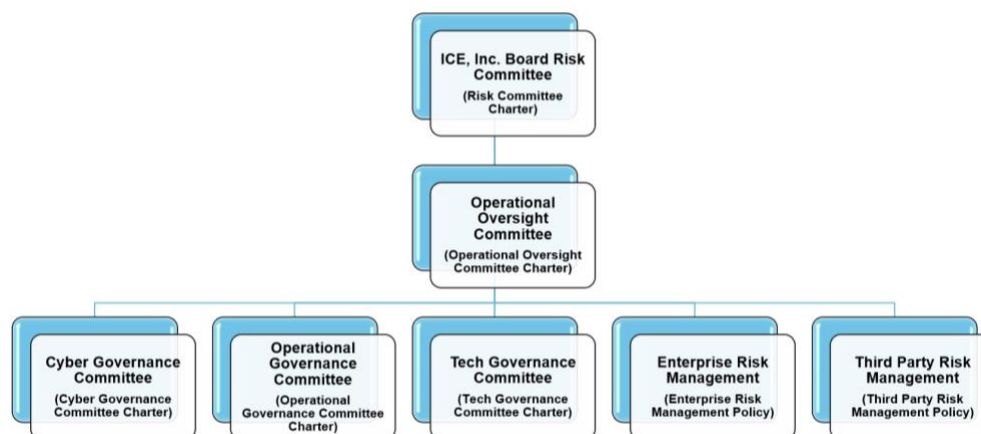 ICE, Inc. Board Risk
Committee
(Risk Committee
Charter)
Operational
Oversight
Committee
(Operational Oversight
Committee Charter)
Cyber Governance
Committee
(Cyber Governance
Committee Charter)
Operational
Governance
Committee
(Operational
Governance Committee
Charter)
Tech Governance
Committee
(Tech Governance
Committee Charter)
Enterprise Risk
Management
(Enterprise Risk
Management Policy)
Third Party Risk
Management
(Third Party Risk
Management Policy)